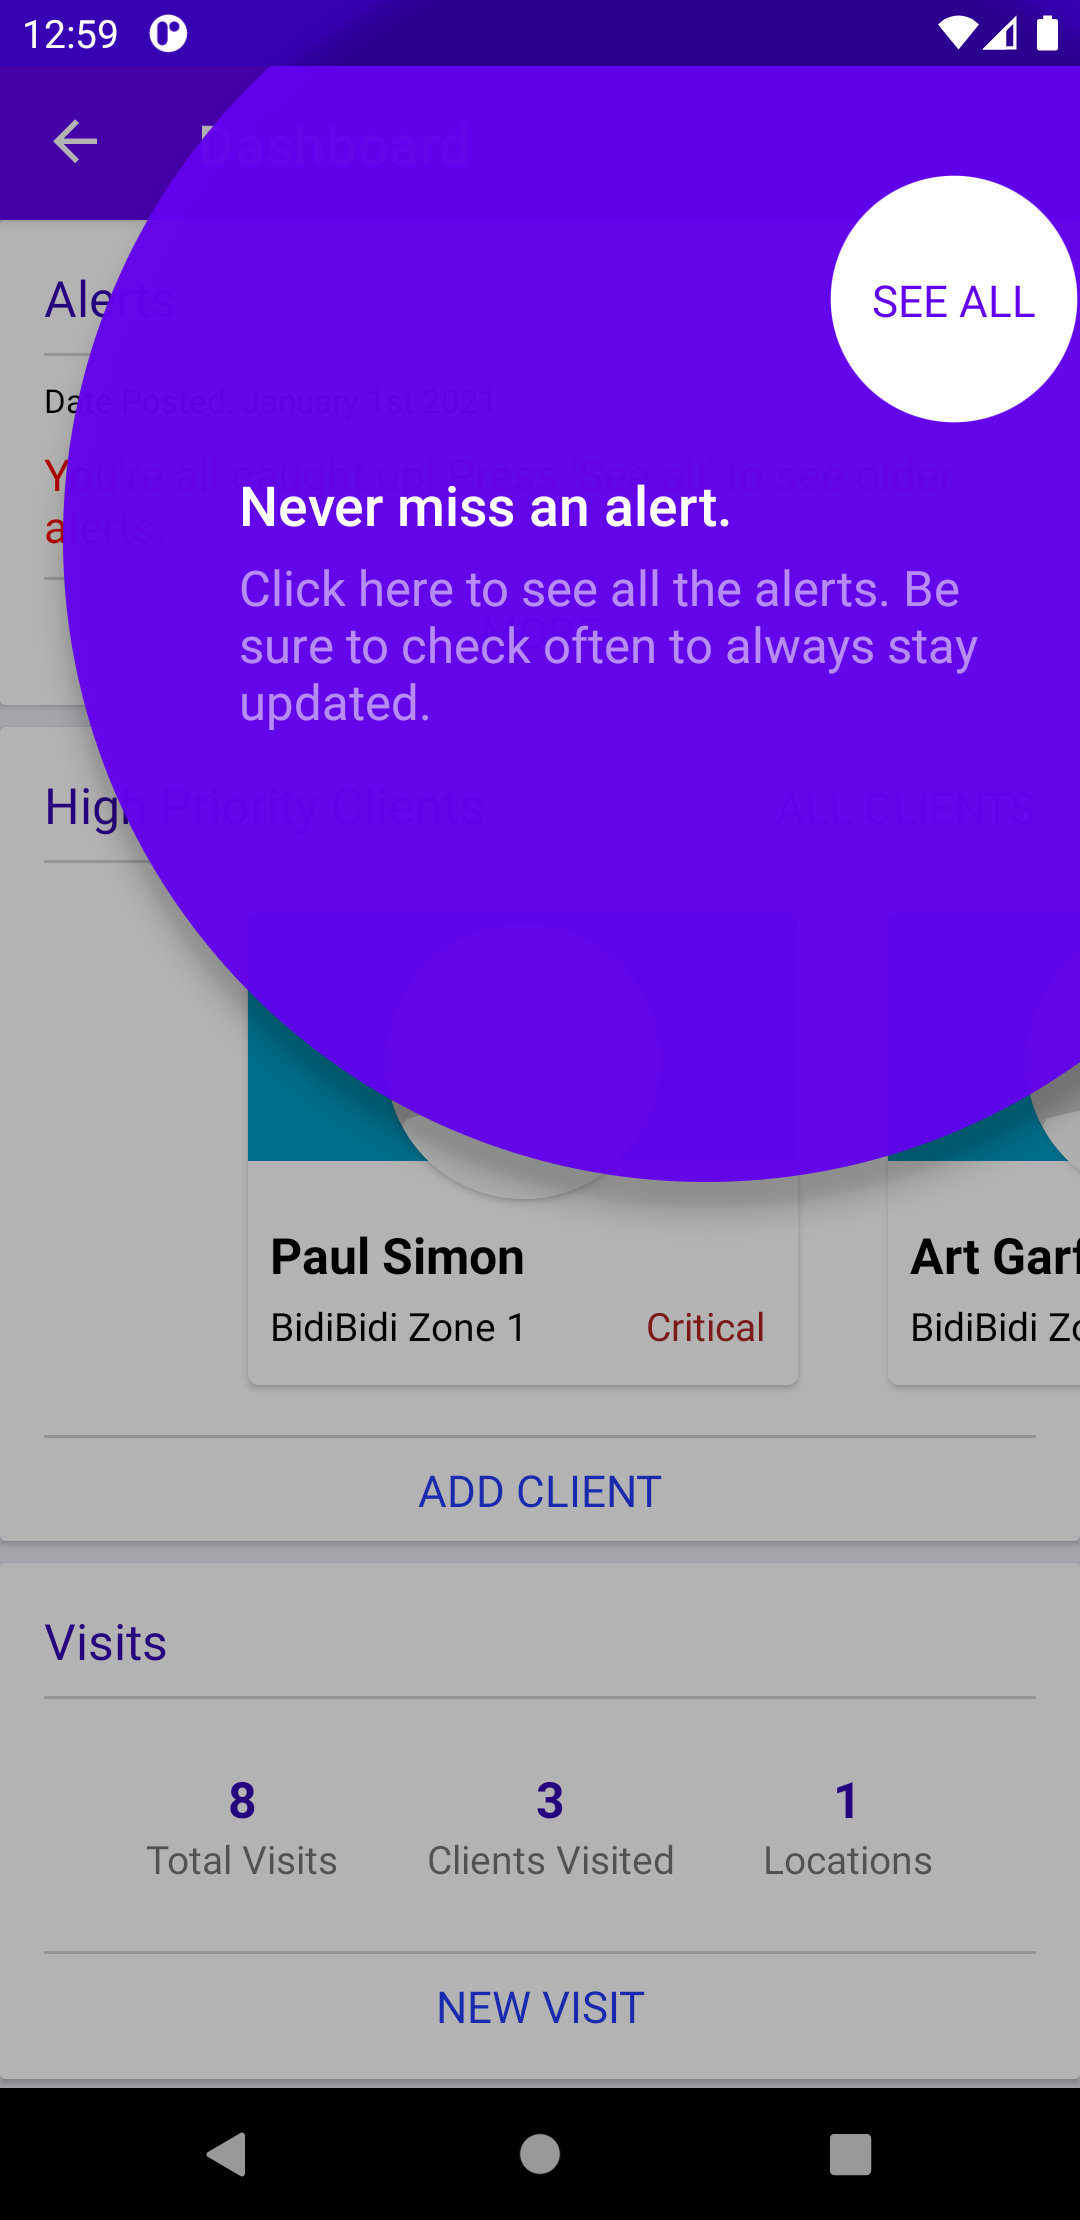 12:59
Dashboard
Alerts
SEE ALL
Date Posted: January 1st 2021
You're all caught up! Press 'See all' to see older
alerts.
Never miss an alert.
Click here to see all the alerts. Be
sure to check often to always stay
updated.
MORE
High Priority Clients
ALL CLIENTS
Paul Simon
Art Garf
BidiBidi Zone 1
Critical
BidiBidi Zo
ADD CLIENT
Visits
8
3
1
Total Visits
Clients Visited
Locations
NEW VISIT